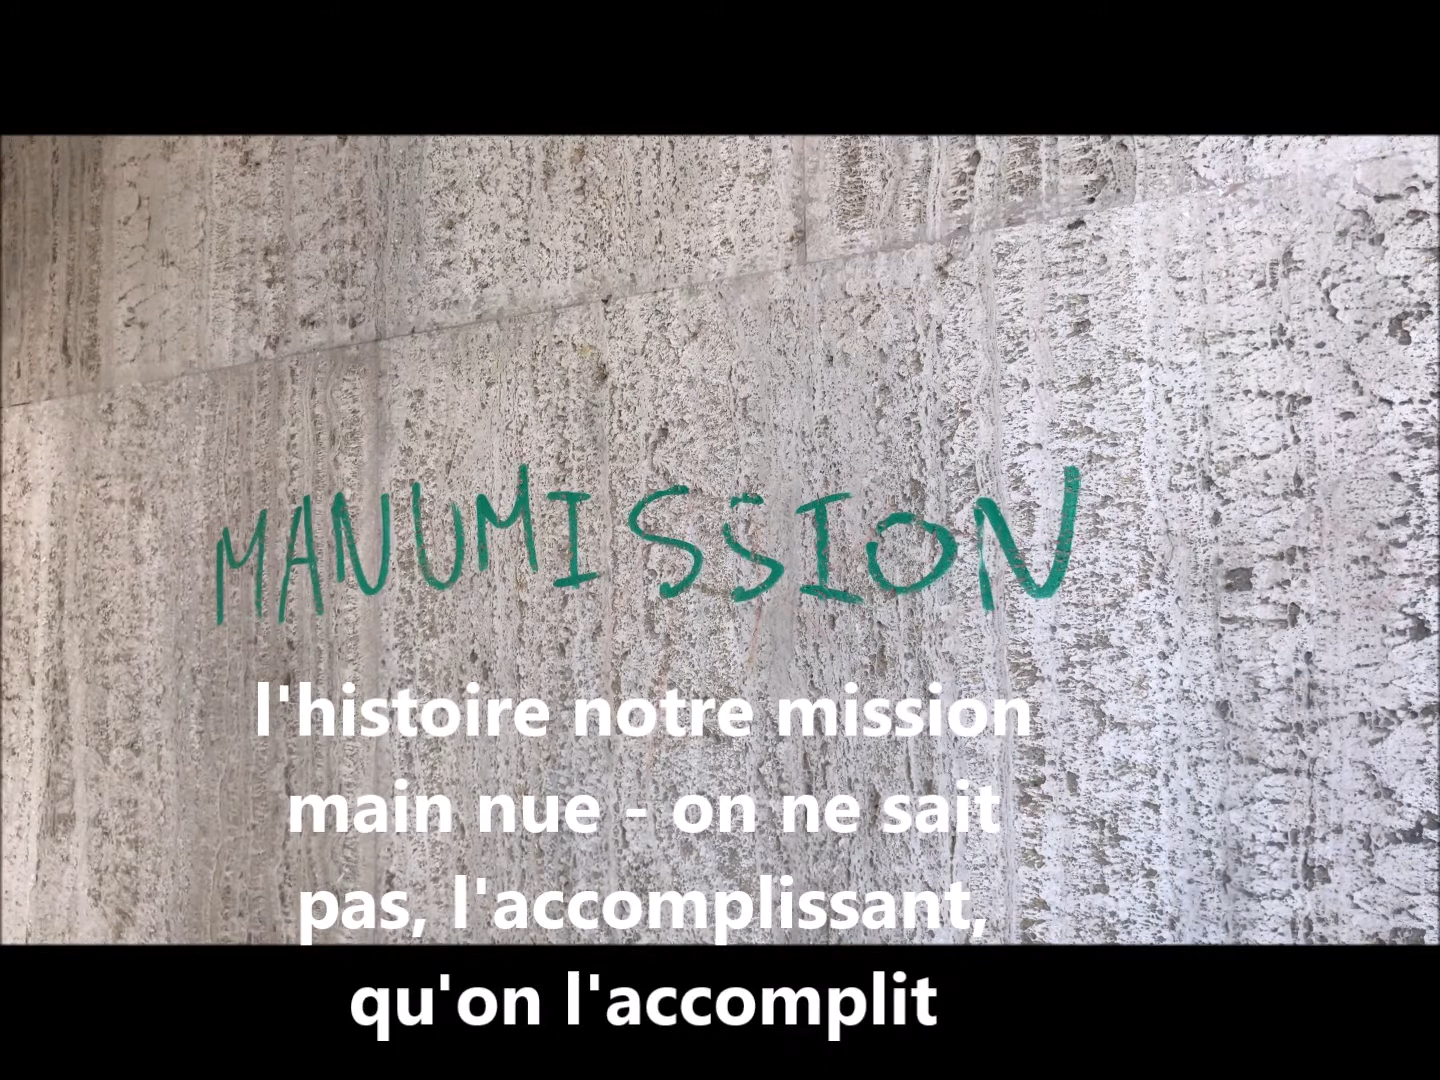 MANUMISSION
l'histoire notre mission
main nue - on ne sait
pas, l'accomplissant,
qu'on l'accomplit